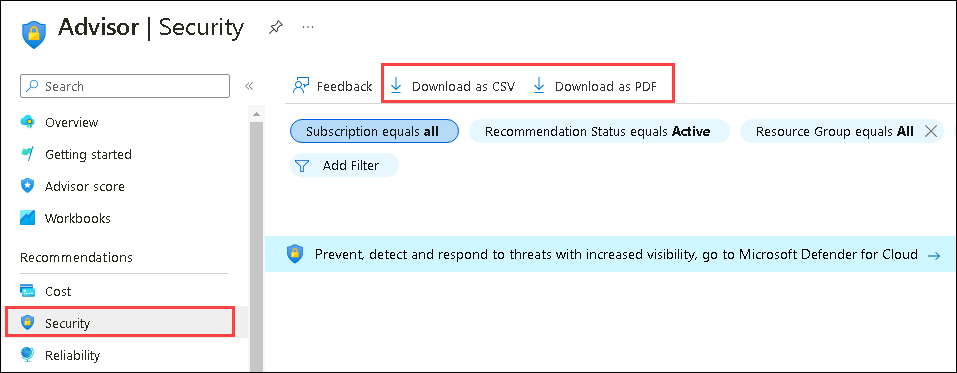 Advisor | Security
Search
Overview
Getting started
Advisor score
Workbooks
Recommendations
Cost
Security
Reliability
Feedback Download as CSV Download as PDF
Subscription equals all Recommendation Status equals Active Resource Group equals All
Add Filter
Prevent, detect and respond to threats with increased visibility, go to Microsoft Defender for Cloud →